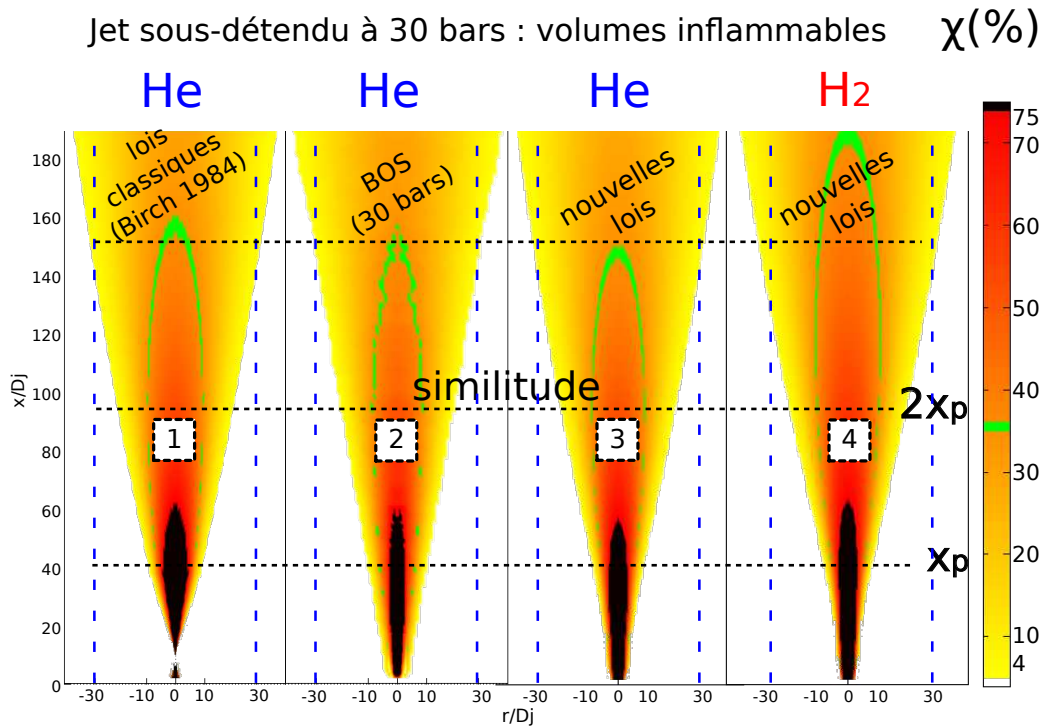 Jet sous-détendu à 30 bars : volumes inflammables
χ(%)
He
He
He
H2
lois
classiques
(Birch 1984)
BOS
(30 bars)
nouvelles
lois
nouvelles
lois
similitude
2xp
xp
1
2
3
4
x/Dj
180
160
140
120
100
80
60
40
20
0
-30 -10 0 10 30
-30 -10 0 10 30
-30 -10 0 10 30
-30 -10 0 10 30
r/Dj
75
70
60
50
40
30
20
10
4